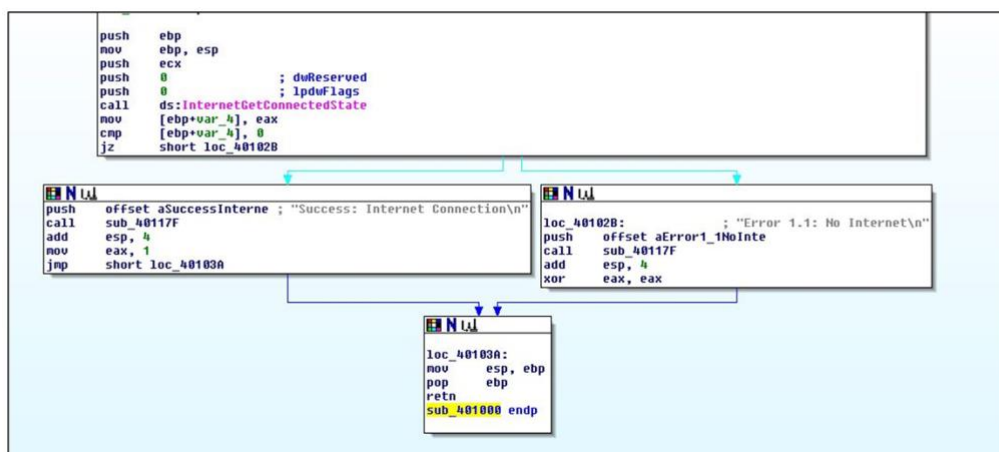 push ebp
mov ebp, esp
push ecx
push 0 ; dwReserved
push 0 ; lpdwFlags
call ds:InternetGetConnectedState
mov [ebp+var_4], eax
cmp [ebp+var_4], 0
jz short loc_40102B
push offset aSuccessInterne ; "Success: Internet Connection\n"
call sub_40117F
add esp, 4
mov eax, 1
jmp short loc_40103A
loc_40102B: ; "Error 1.1: No Internet\n"
push offset aError1_1NoInte
call sub_40117F
add esp, 4
xor eax, eax
loc_40103A:
mov esp, ebp
pop ebp
retn
sub_401000 endp